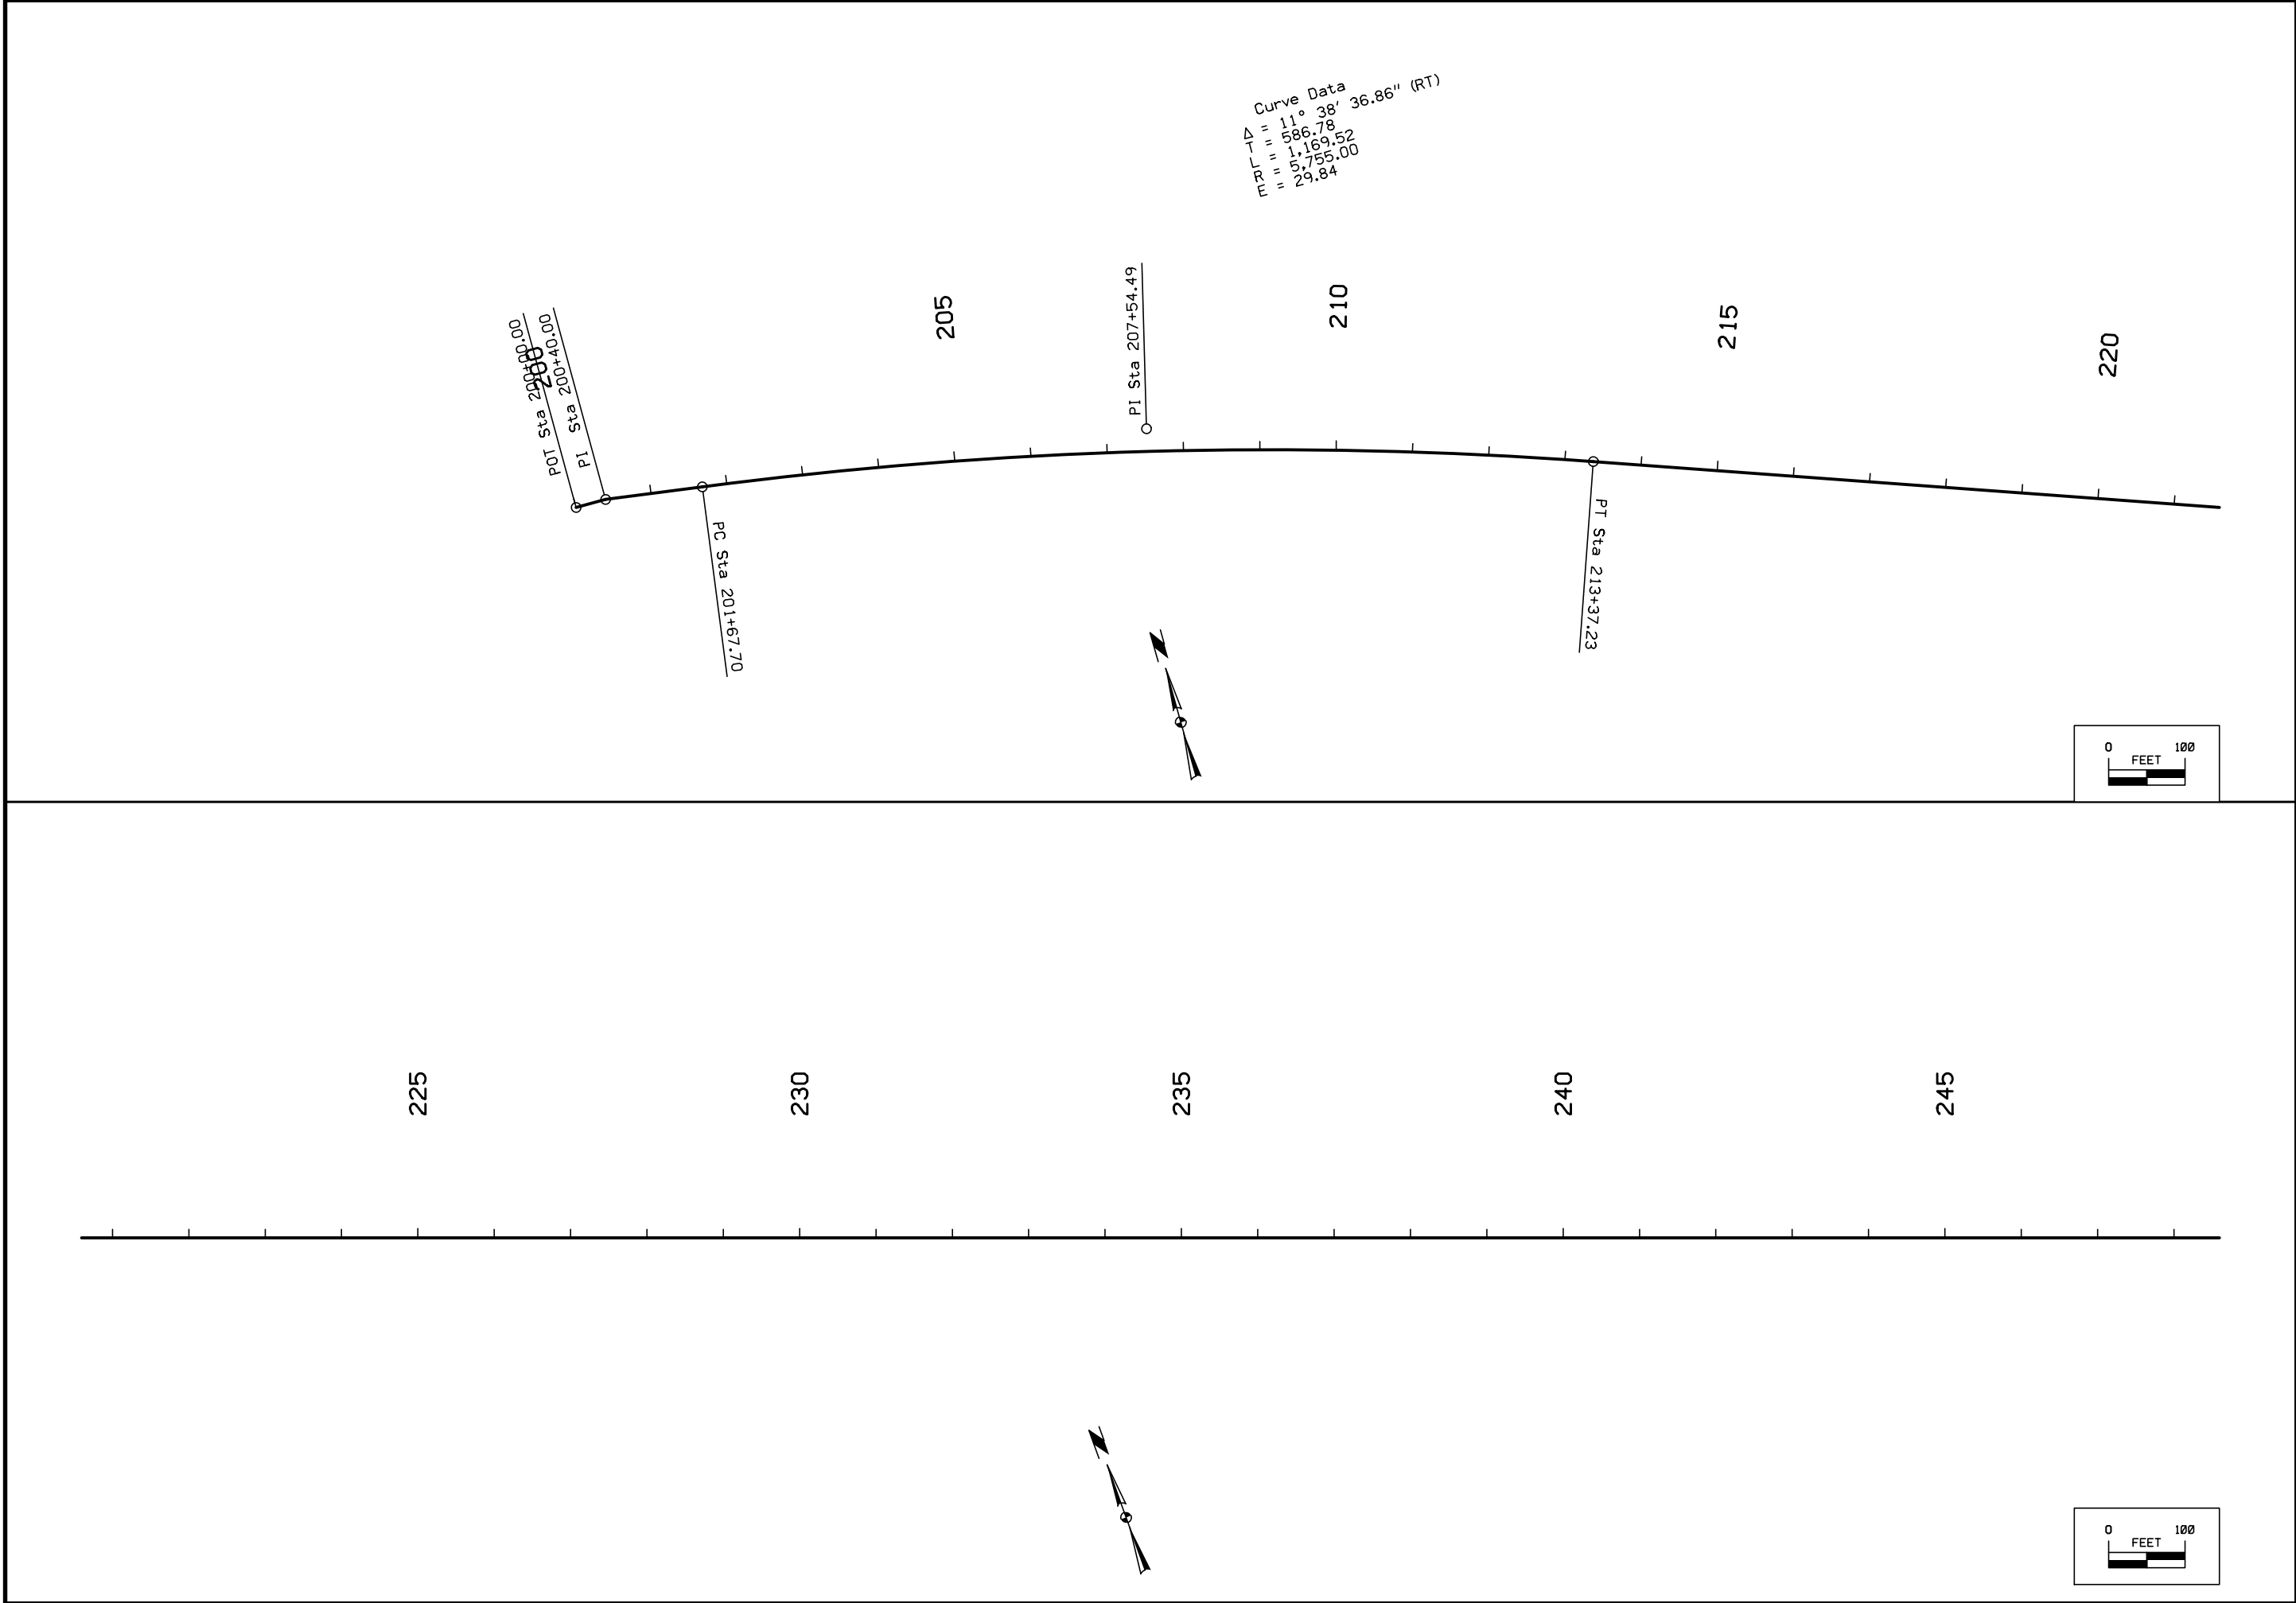 Curve Data
Δ = 11° 38' 36.86" (RT)
T = 586.78
L = 1,169.52
R = 5,755.00
E = 29.84
POT Sta 200+00.00
200
PI Sta 200+40.00
205
PI Sta 207+54.49
210
215
220
PC Sta 201+67.70
PT Sta 213+37.23
N
0 100
FEET
225
230
235
240
245
N
0 100
FEET